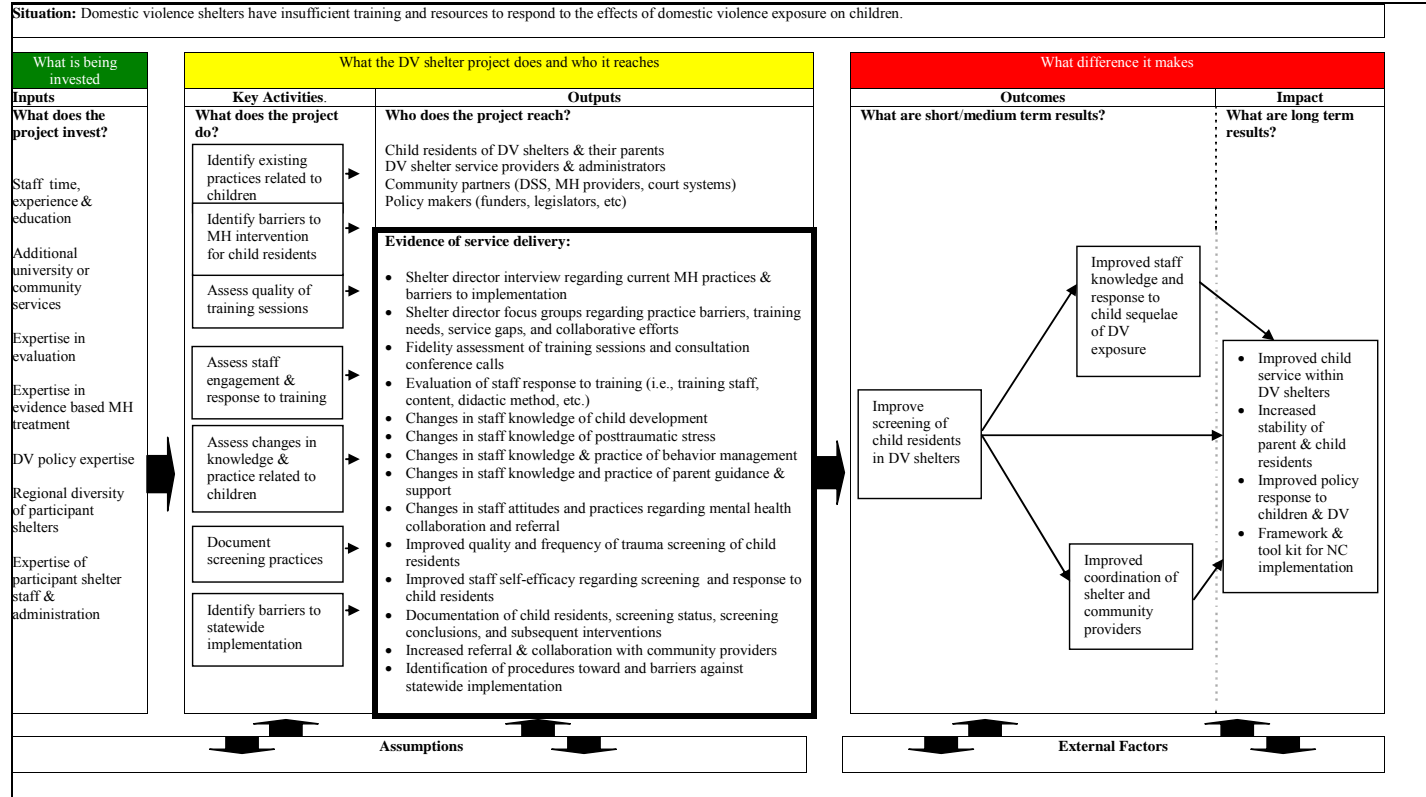 Situation: Domestic violence shelters have insufficient training and resources to respond to the effects of domestic violence exposure on children.
What is being
invested
Inputs
What does the
project invest?
Staff time,
experience &
education
Additional
university or
community
services
Expertise in
evaluation
Expertise in
evidence based MH
treatment
DV policy expertise
Regional diversity
of participant
shelters
Expertise of
participant shelter
staff &
administration
What the DV shelter project does and who it reaches
Key Activities.
What does the project
do?
Identify existing
practices related to
children
Identify barriers to
MH intervention
for child residents
Assess quality of
training sessions
Assess staff
engagement &
response to training
Assess changes in
knowledge &
practice related to
children
Document
screening practices
Identify barriers to
statewide
implementation
Outputs
Who does the project reach?
Child residents of DV shelters & their parents
DV shelter service providers & administrators
Community partners (DSS, MH providers, court systems)
Policy makers (funders, legislators, etc)
Evidence of service delivery:
• Shelter director interview regarding current MH practices &
barriers to implementation
• Shelter director focus groups regarding practice barriers, training
needs, service gaps, and collaborative efforts
• Fidelity assessment of training sessions and consultation
conference calls
• Evaluation of staff response to training (i.e., training staff,
content, didactic method, etc.)
• Changes in staff knowledge of child development
• Changes in staff knowledge of posttraumatic stress
• Changes in staff knowledge & practice of behavior management
• Changes in staff knowledge and practice of parent guidance &
support
• Changes in staff attitudes and practices regarding mental health
collaboration and referral
• Improved quality and frequency of trauma screening of child
residents
• Improved staff self-efficacy regarding screening and response to
child residents
• Documentation of child residents, screening status, screening
conclusions, and subsequent interventions
• Increased referral & collaboration with community providers
• Identification of procedures toward and barriers against
statewide implementation
What difference it makes
Outcomes
What are short/medium term results?
Improve
screening of
child residents
in DV shelters
Improved staff
knowledge and
response to
child sequelae
of DV
exposure
Improved
coordination of
shelter and
community
providers
Impact
What are long term
results?
• Improved child
service within
DV shelters
• Increased
stability of
parent & child
residents
• Improved policy
response to
children & DV
• Framework &
tool kit for NC
implementation
Assumptions
External Factors